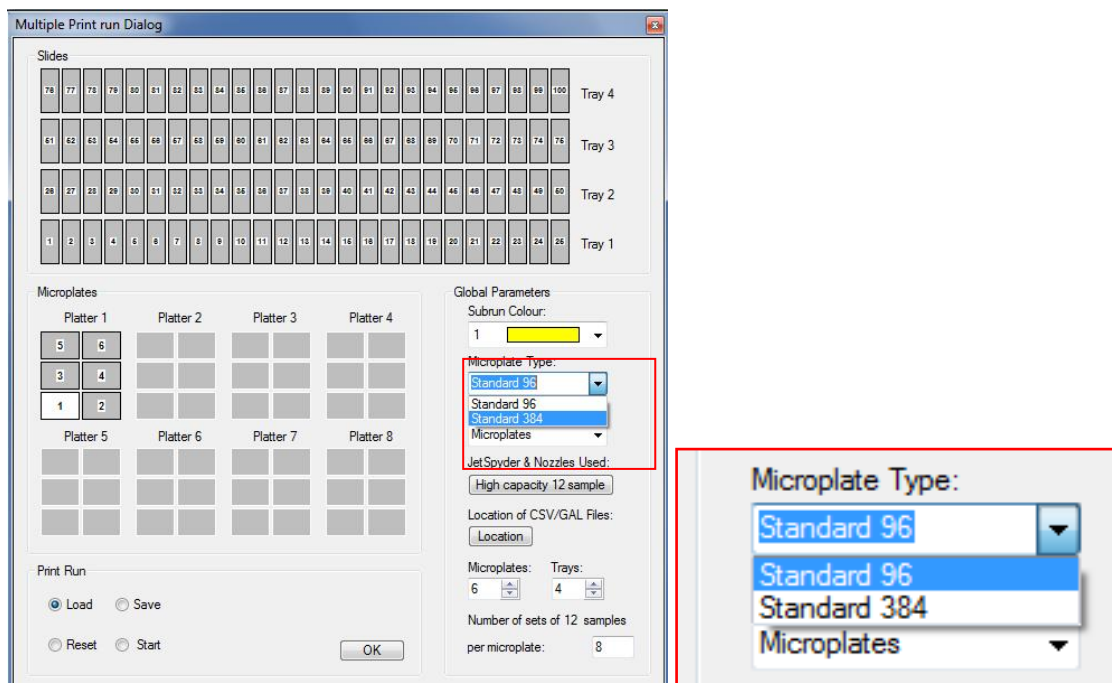 Multiple Print run Dialog
x
Slides
76 77 78 79 80 81 82 83 84 85 86 87 88 89 90 91 92 93 94 95 96 97 98 99 100 Tray 4
51 52 53 54 55 56 57 58 59 60 61 62 63 64 65 66 67 68 69 70 71 72 73 74 75 Tray 3
26 27 28 29 30 31 32 33 34 35 36 37 38 39 40 41 42 43 44 45 46 47 48 49 50 Tray 2
1 2 3 4 5 6 7 8 9 10 11 12 13 14 15 16 17 18 19 20 21 22 23 24 25 Tray 1
Microplates
Platter 1 Platter 2 Platter 3 Platter 4
5 6
3 4
1 2
Platter 5 Platter 6 Platter 7 Platter 8
Print Run
Load Save
Reset Start
OK
Global Parameters
Subrun Colour:
1
Microplate Type:
Standard 96
Standard 96
Standard 384
Microplates
JetSpyder & Nozzles Used:
High capacity 12 sample
Location of CSV/GAL Files:
Location
Microplates: Trays:
6 4
Number of sets of 12 samples
per microplate: 8
Microplate Type:
Standard 96
Standard 96
Standard 384
Microplates